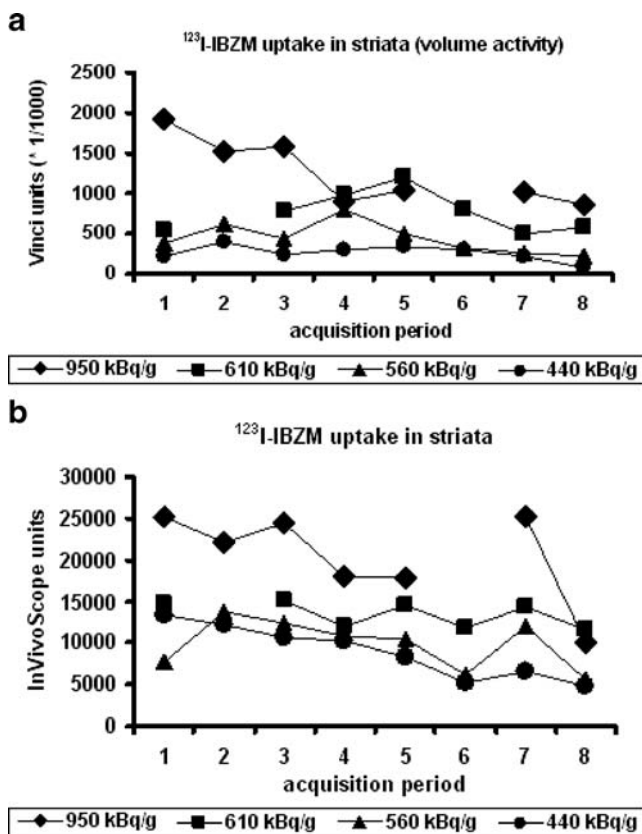 a
¹²³I-IBZM uptake in striata (volume activity)
Vinci units (* 1/1000)
2500
2000
1500
1000
500
0
1 2 3 4 5 6 7 8
acquisition period
950 kBq/g 610 kBq/g 560 kBq/g 440 kBq/g
b
¹²³I-IBZM uptake in striata
InVivoScope units
30000
25000
20000
15000
10000
5000
0
1 2 3 4 5 6 7 8
acquisition period
950 kBq/g 610 kBq/g 560 kBq/g 440 kBq/g